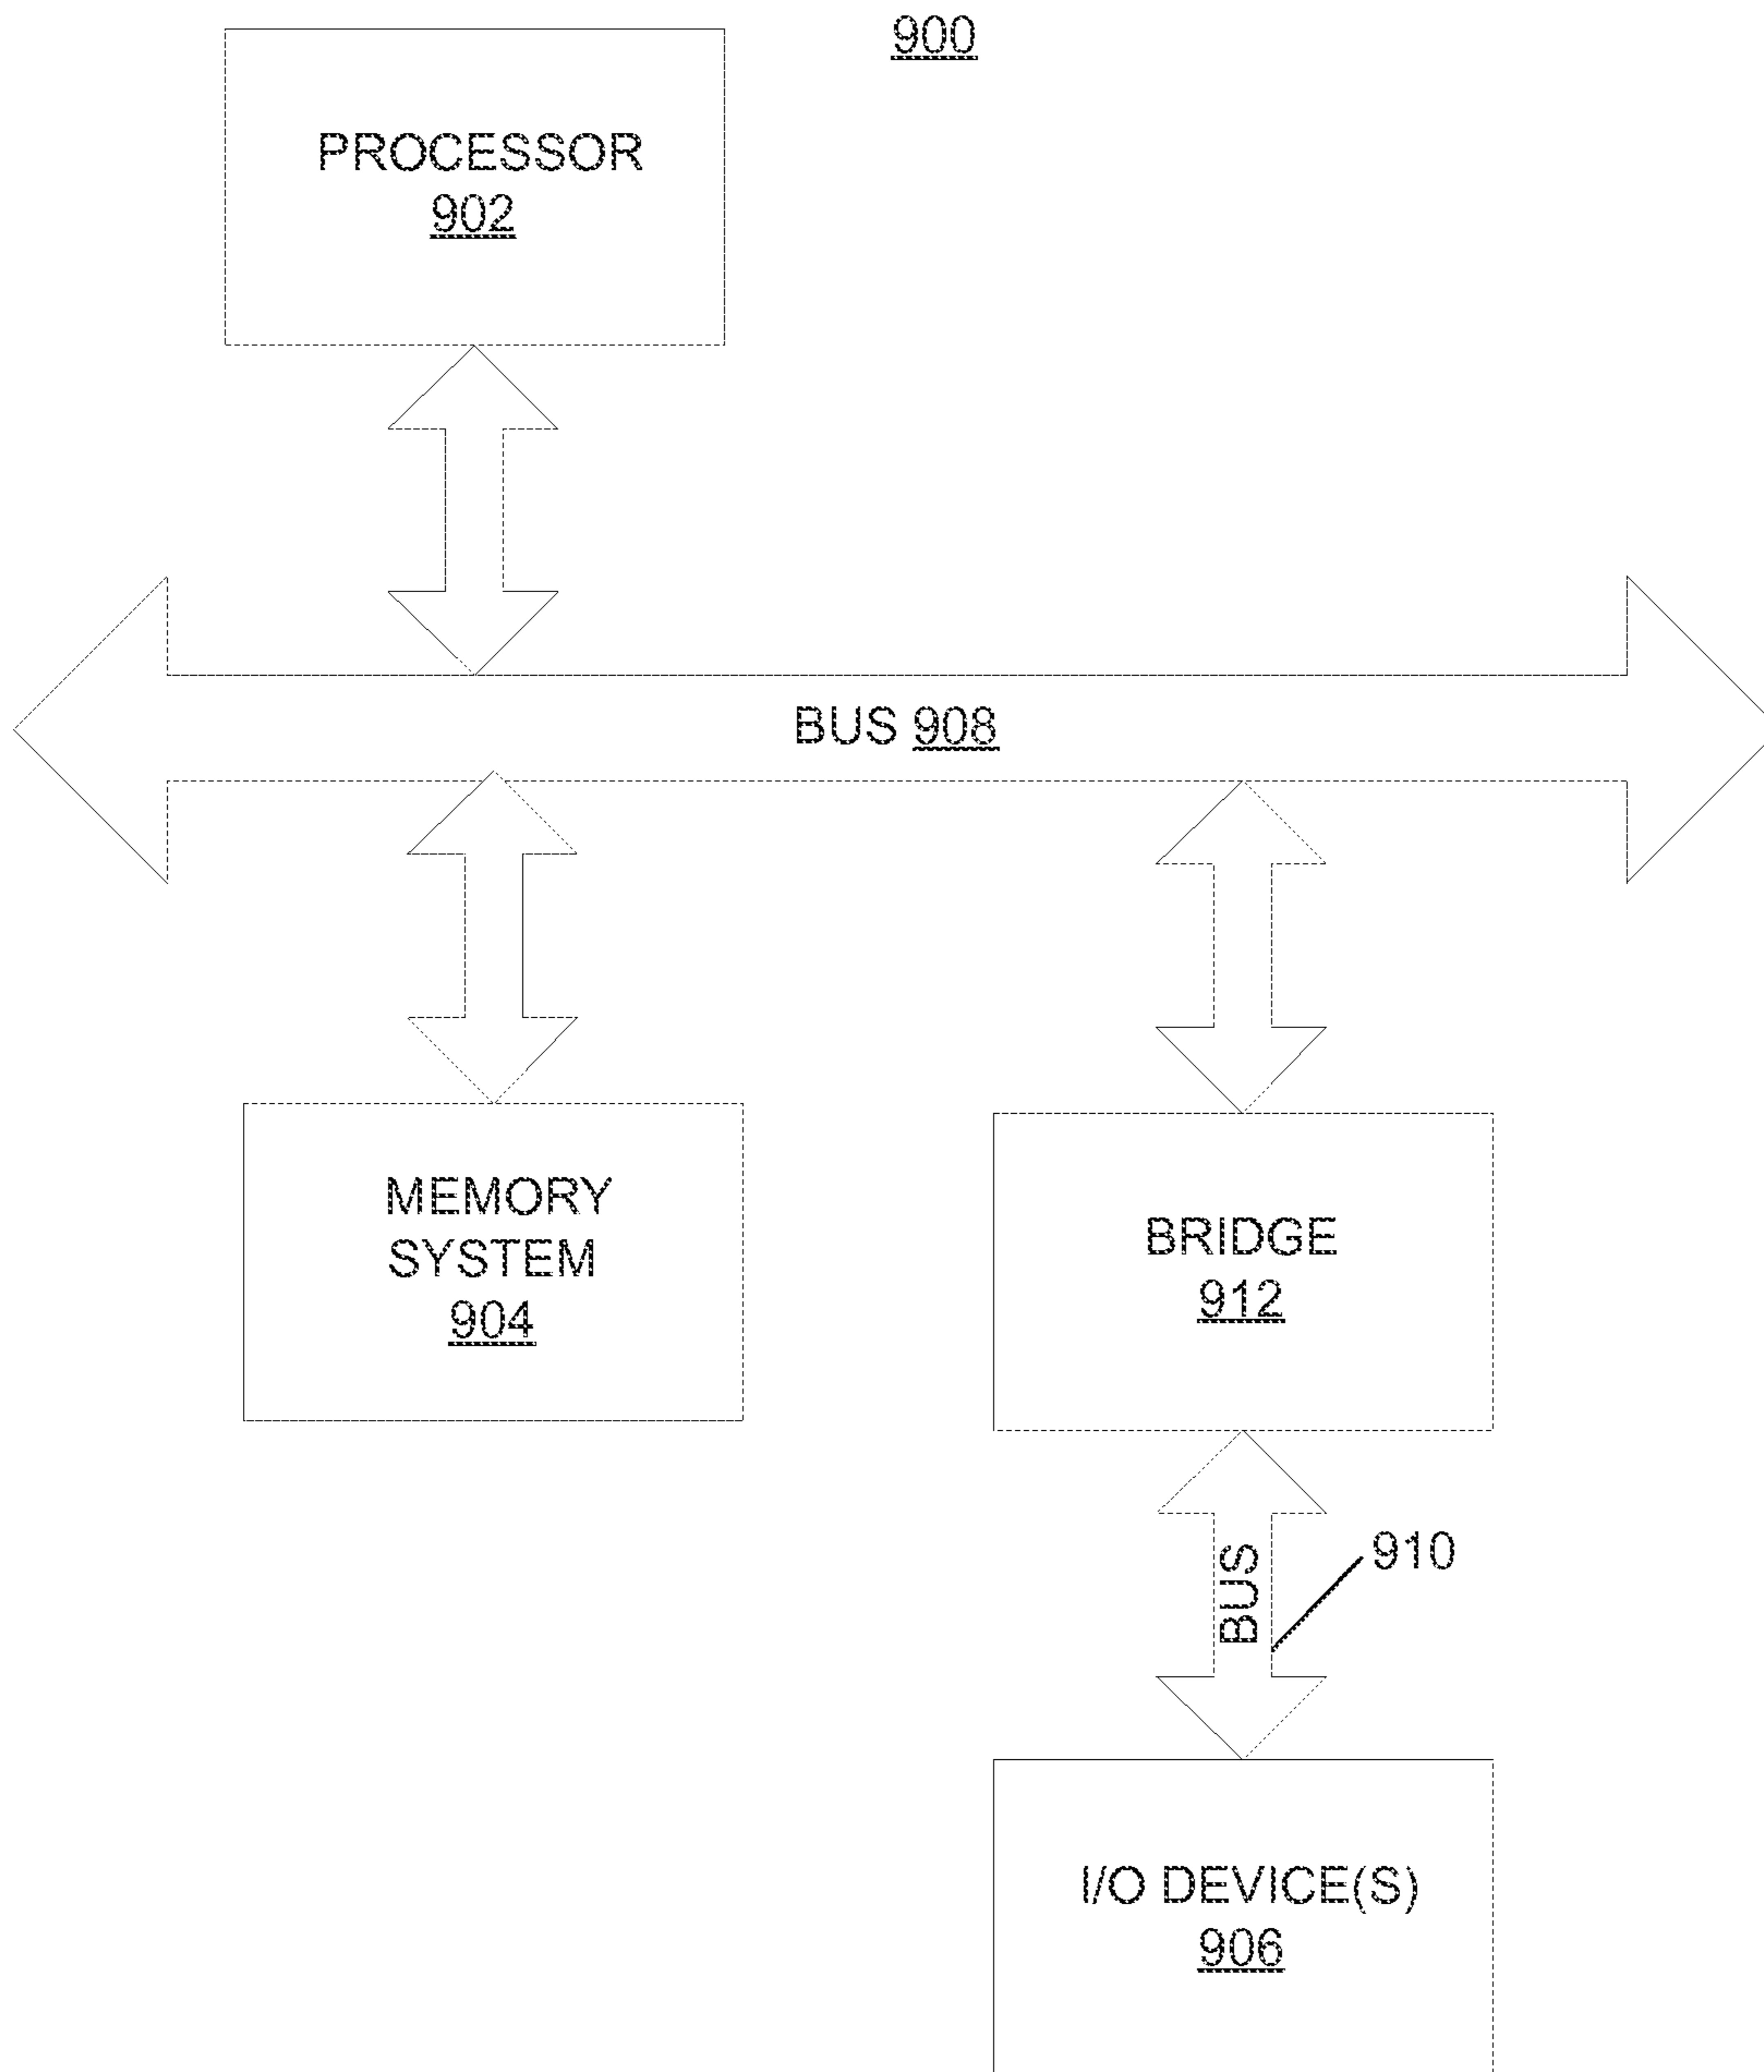 900
PROCESSOR
902
BUS 908
MEMORY
SYSTEM
904
BRIDGE
912
BUS
910
I/O DEVICE(S)
906